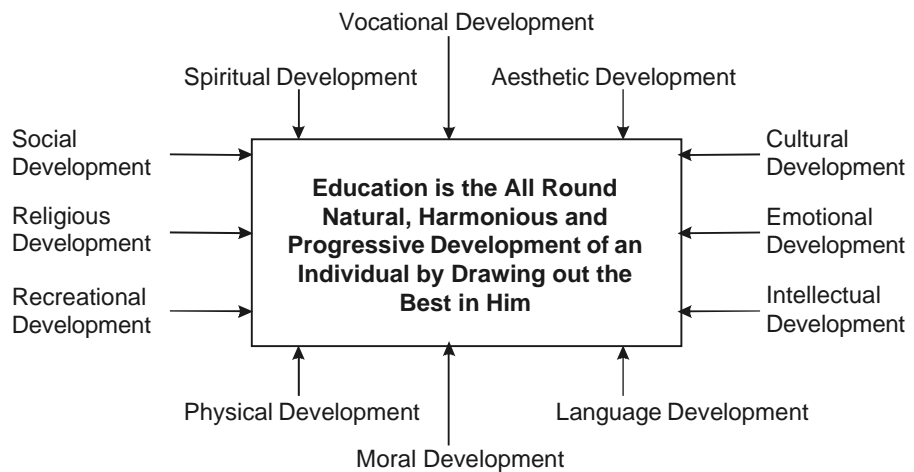 Vocational Development
Spiritual Development
Aesthetic Development
Social
Development
Religious
Development
Recreational
Development
Education is the All Round
Natural, Harmonious and
Progressive Development of an
Individual by Drawing out the
Best in Him
Cultural
Development
Emotional
Development
Intellectual
Development
Physical Development
Language Development
Moral Development